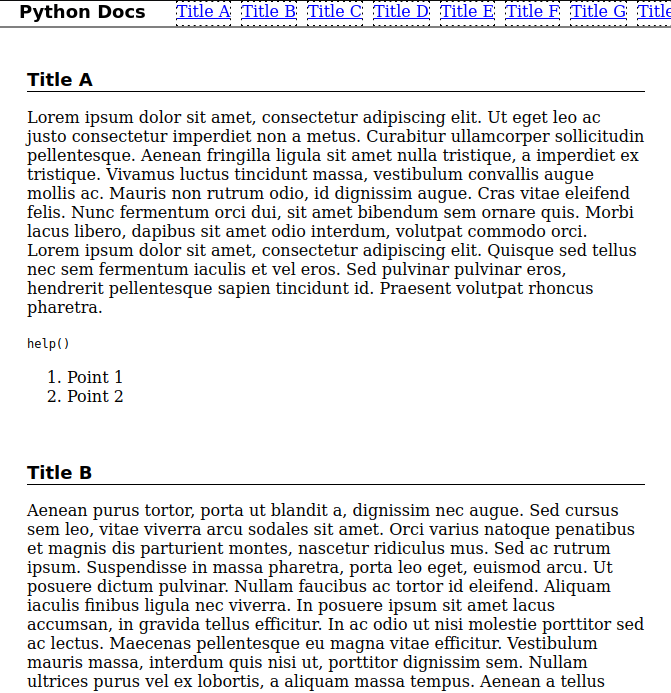 Python Docs Title A Title B Title C Title D Title E Title F Title G Title
Title A
Lorem ipsum dolor sit amet, consectetur adipiscing elit. Ut eget leo ac
justo consectetur imperdiet non a metus. Curabitur ullamcorper sollicitudin
pellentesque. Aenean fringilla ligula sit amet nulla tristique, a imperdiet ex
tristique. Vivamus luctus tincidunt massa, vestibulum convallis augue
mollis ac. Mauris non rutrum odio, id dignissim augue. Cras vitae eleifend
felis. Nunc fermentum orci dui, sit amet bibendum sem ornare quis. Morbi
lacus libero, dapibus sit amet odio interdum, volutpat commodo orci.
Lorem ipsum dolor sit amet, consectetur adipiscing elit. Quisque sed tellus
nec sem fermentum iaculis et vel eros. Sed pulvinar pulvinar eros,
hendrerit pellentesque sapien tincidunt id. Praesent volutpat rhoncus
pharetra.
help()
1. Point 1
2. Point 2
Title B
Aenean purus tortor, porta ut blandit a, dignissim nec augue. Sed cursus
sem leo, vitae viverra arcu sodales sit amet. Orci varius natoque penatibus
et magnis dis parturient montes, nascetur ridiculus mus. Sed ac rutrum
ipsum. Suspendisse in massa pharetra, porta leo eget, euismod arcu. Ut
posuere dictum pulvinar. Nullam faucibus ac tortor id eleifend. Aliquam
iaculis finibus ligula nec viverra. In posuere ipsum sit amet lacus
accumsan, in gravida tellus efficitur. In ac odio ut nisi molestie porttitor sed
ac lectus. Maecenas pellentesque eu magna vitae efficitur. Vestibulum
mauris massa, interdum quis nisi ut, porttitor dignissim sem. Nullam
ultrices purus vel ex lobortis, a aliquam massa tempus. Aenean a tellus